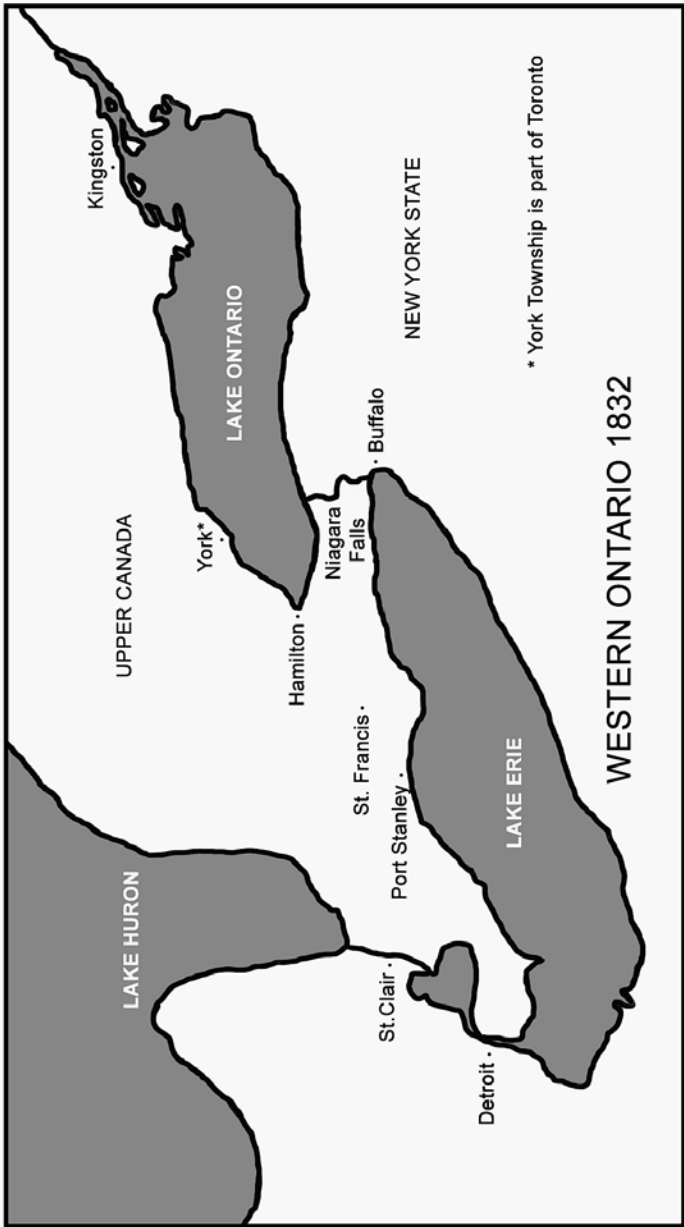 Kingston
UPPER CANADA
York*
LAKE ONTARIO
LAKE HURON
Hamilton
Niagara
Falls
Buffalo
NEW YORK STATE
St. Francis
Port Stanley
St.Clair
LAKE ERIE
Detroit
* York Township is part of Toronto
WESTERN ONTARIO 1832